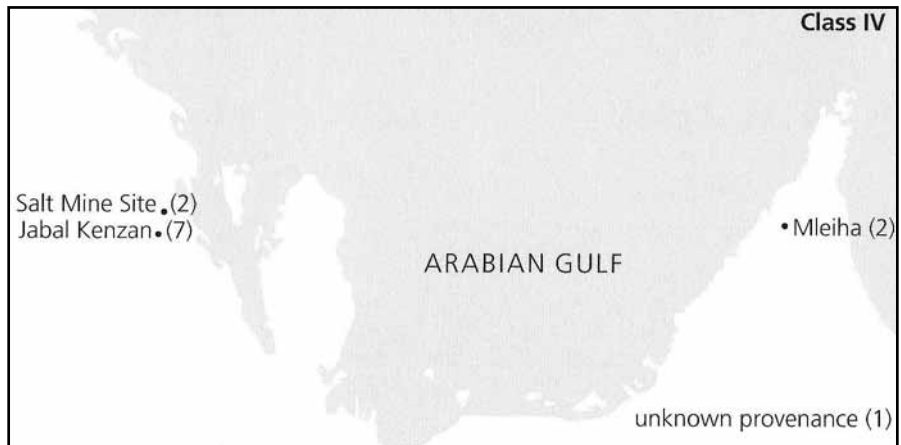 Class IV
Salt Mine Site (2)
Jabal Kenzan (7)
Mleiha (2)
ARABIAN GULF
unknown provenance (1)